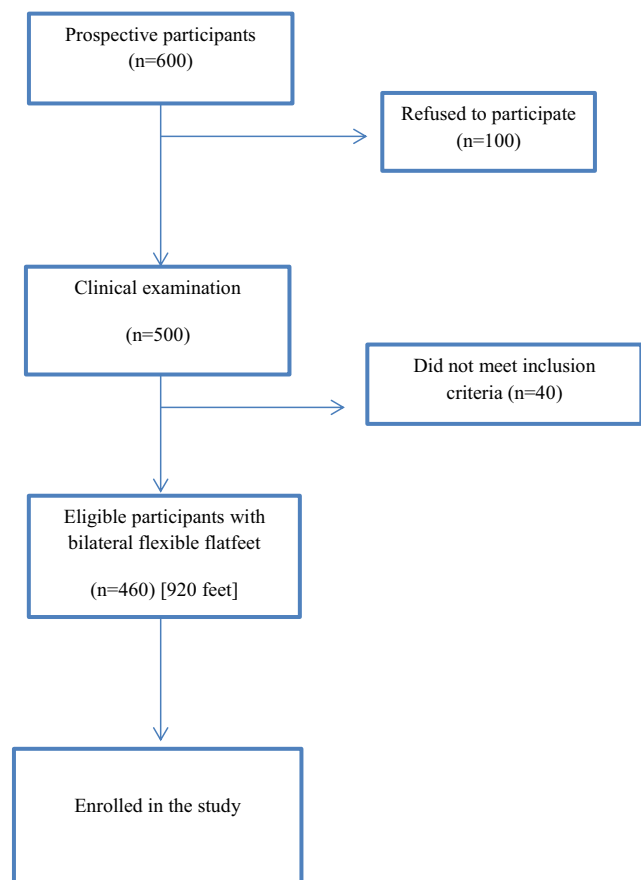 Prospective participants
(n=600)
Refused to participate
(n=100)
Clinical examination
(n=500)
Did not meet inclusion
criteria (n=40)
Eligible participants with
bilateral flexible flatfeet
(n=460) [920 feet]
Enrolled in the study